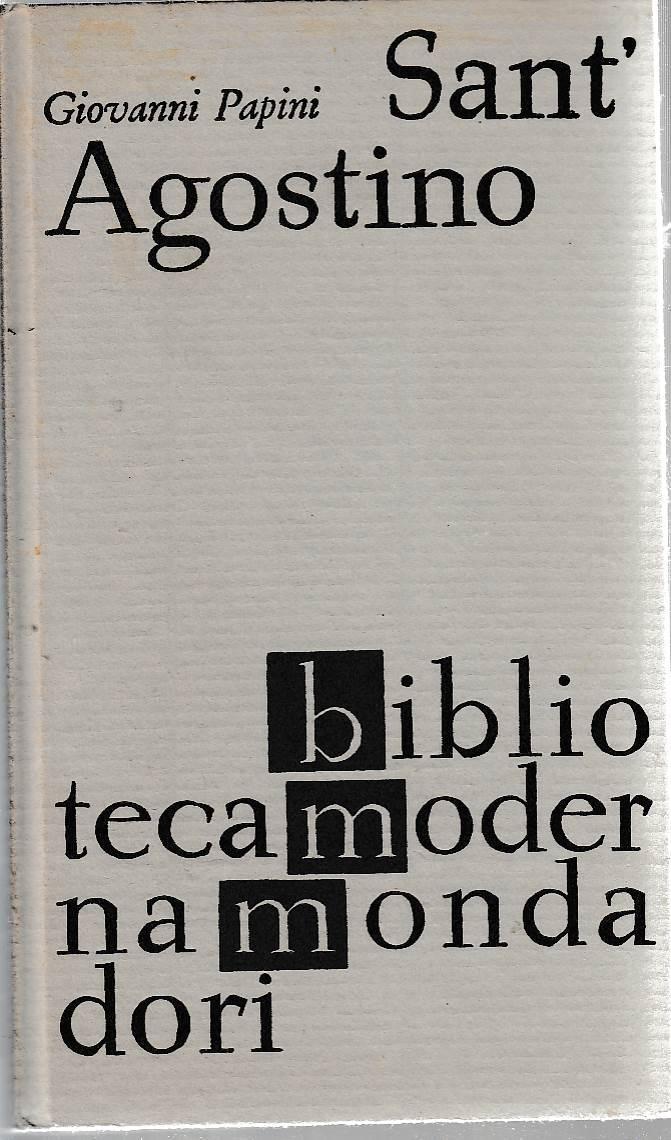 Giovanni Papini Sant'
Agostino
biblio
tecamoder
namonda
dori